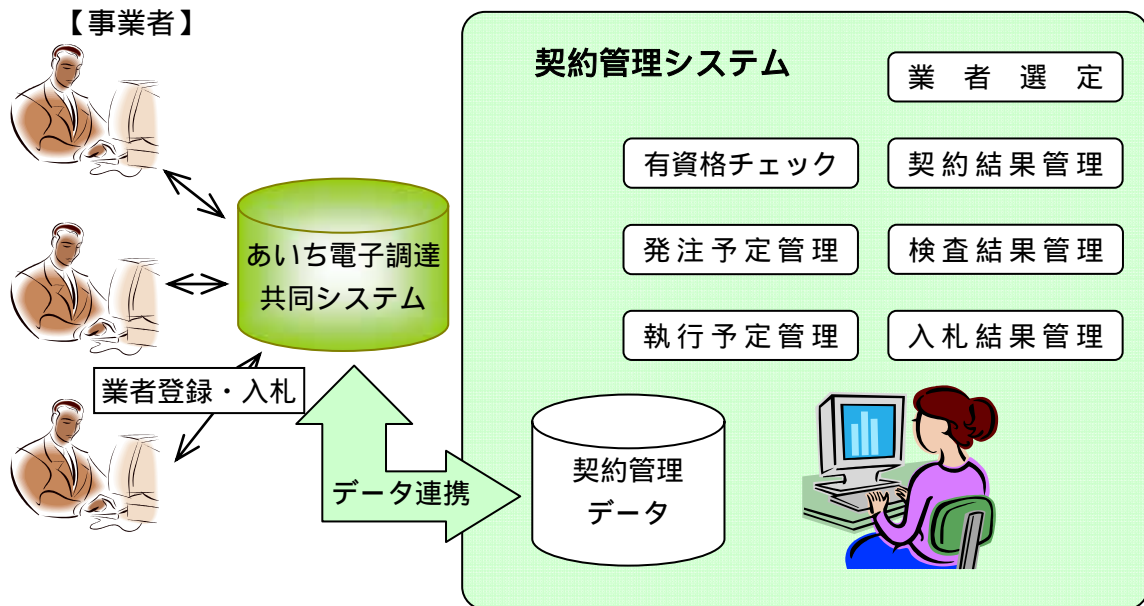 【事業者】
契約管理システム
業者選定
有資格チェック
契約結果管理
あいち電子調達
共同システム
発注予定管理
検査結果管理
執行予定管理
入札結果管理
業者登録・入札
データ連携
契約管理
データ